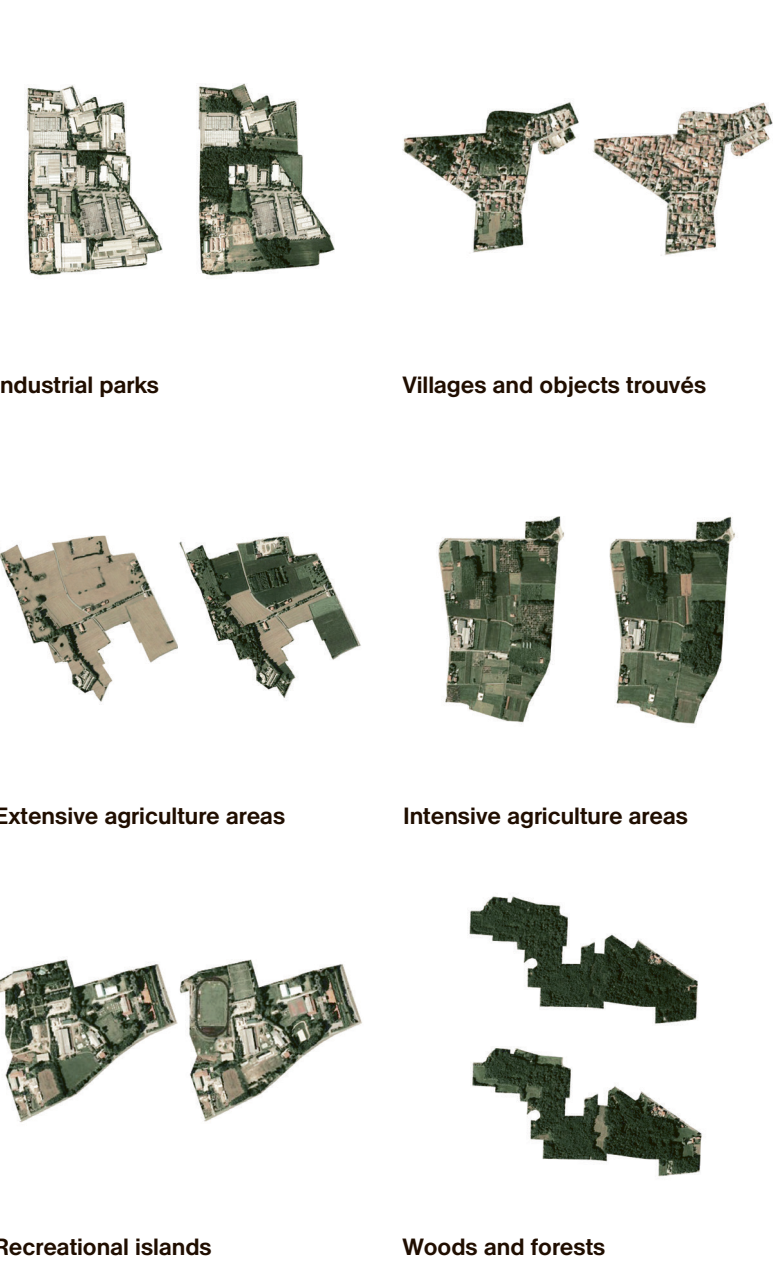 ndustrial parks
Villages and objects trouvés
Extensive agriculture areas
Intensive agriculture areas
Recreational islands
Woods and forests